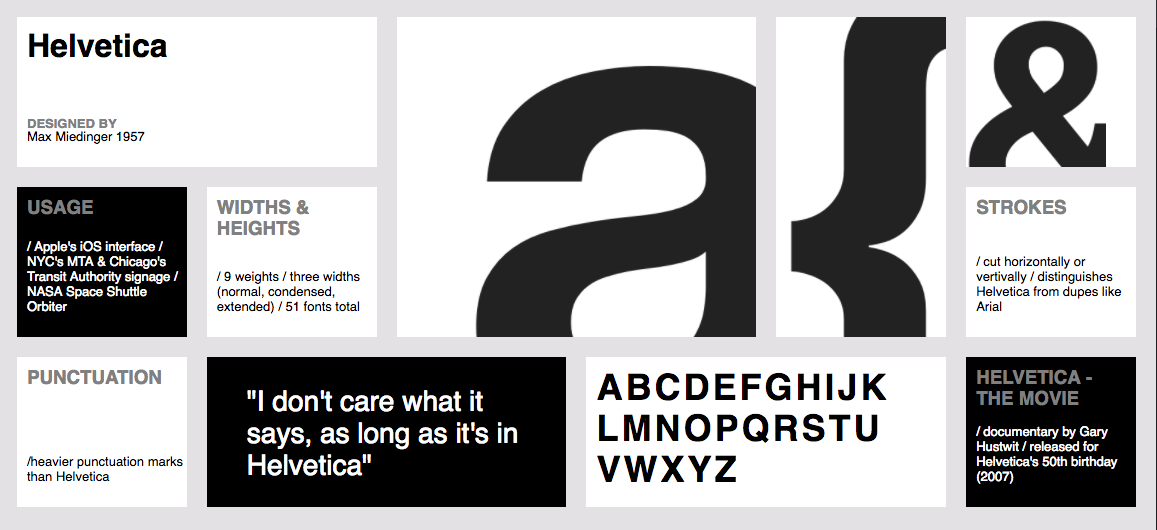 Helvetica
DESIGNED BY
Max Miedinger 1957
a
{
&
USAGE
/ Apple's iOS interface /
NYC's MTA & Chicago's
Transit Authority signage /
NASA Space Shuttle
Orbiter
WIDTHS &
HEIGHTS
/ 9 weights / three widths
(normal, condensed,
extended) / 51 fonts total
STROKES
/ cut horizontally or
vertivally / distinguishes
Helvetica from dupes like
Arial
PUNCTUATION
/heavier punctuation marks
than Helvetica
"I don't care what it
says, as long as it's in
Helvetica"
ABCDEFGHIJK
LMNOPQRSTU
VWXYZ
HELVETICA -
THE MOVIE
/ documentary by Gary
Hustwit / released for
Helvetica's 50th birthday
(2007)